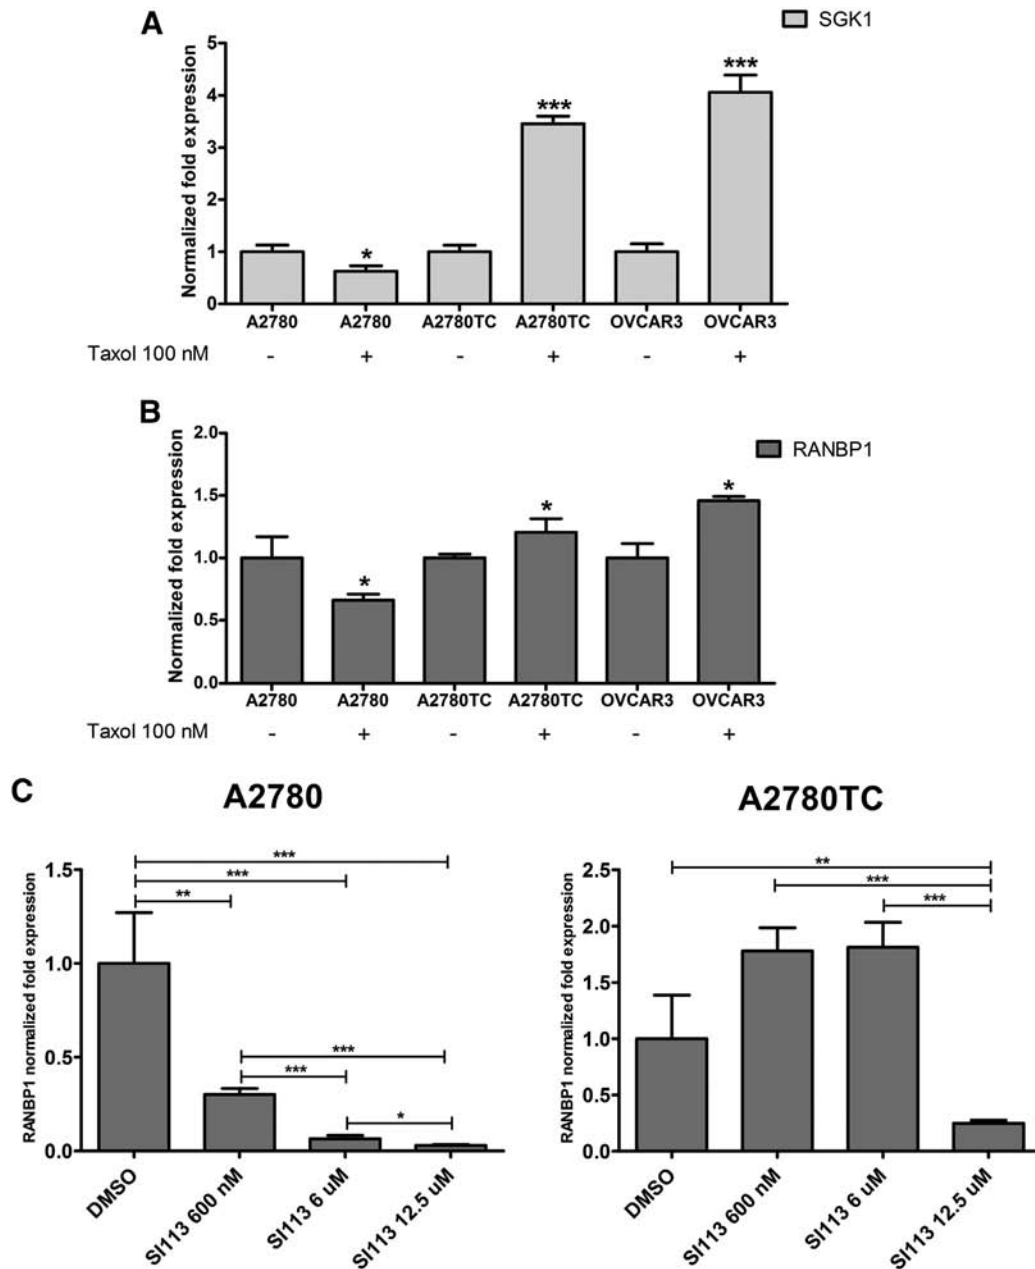 A
SGK1
Normalized fold expression
5
4
3
2
1
0
*
***
***
A2780 A2780 A2780TC A2780TC OVCAR3 OVCAR3
Taxol 100 nM - + - + - +
B
RANBP1
Normalized fold expression
2.0
1.5
1.0
0.5
0.0
*
*
*
A2780 A2780 A2780TC A2780TC OVCAR3 OVCAR3
Taxol 100 nM - + - + - +
C
A2780
RANBP1 normalized fold expression
1.5
1.0
0.5
0.0
***
***
**
***
***
*
DMSO
SI113 600 nM
SI113 6 uM
SI113 12.5 uM
A2780TC
RANBP1 normalized fold expression
2.5
2.0
1.5
1.0
0.5
0.0
**
***
***
DMSO
SI113 600 nM
SI113 6 uM
SI113 12.5 uM